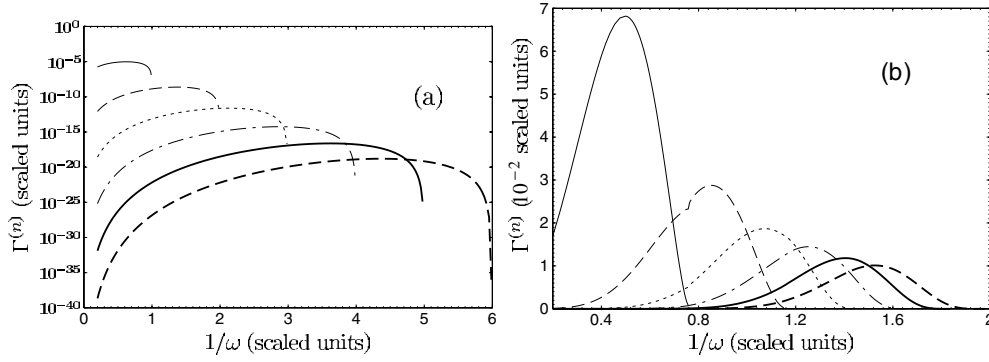 10⁰
10⁻⁵
10⁻¹⁰
10⁻¹⁵
10⁻²⁰
10⁻²⁵
10⁻³⁰
10⁻³⁵
10⁻⁴⁰
Γ⁽ⁿ⁾ (scaled units)
(a)
0 1 2 3 4 5 6
1/ω (scaled units)
7
6
5
4
3
2
1
0
Γ⁽ⁿ⁾ (10⁻² scaled units)
(b)
0.4 0.8 1.2 1.6 2
1/ω (scaled units)